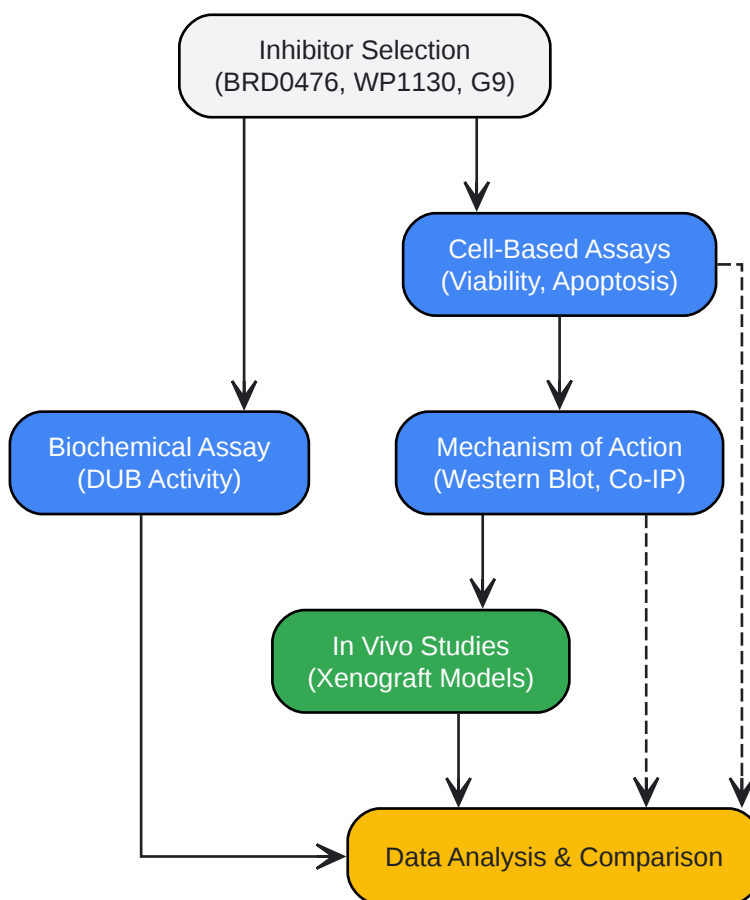 Inhibitor Selection
(BRD0476, WP1130, G9)
Cell-Based Assays
(Viability, Apoptosis)
Biochemical Assay
(DUB Activity)
Mechanism of Action
(Western Blot, Co-IP)
In Vivo Studies
(Xenograft Models)
Data Analysis & Comparison